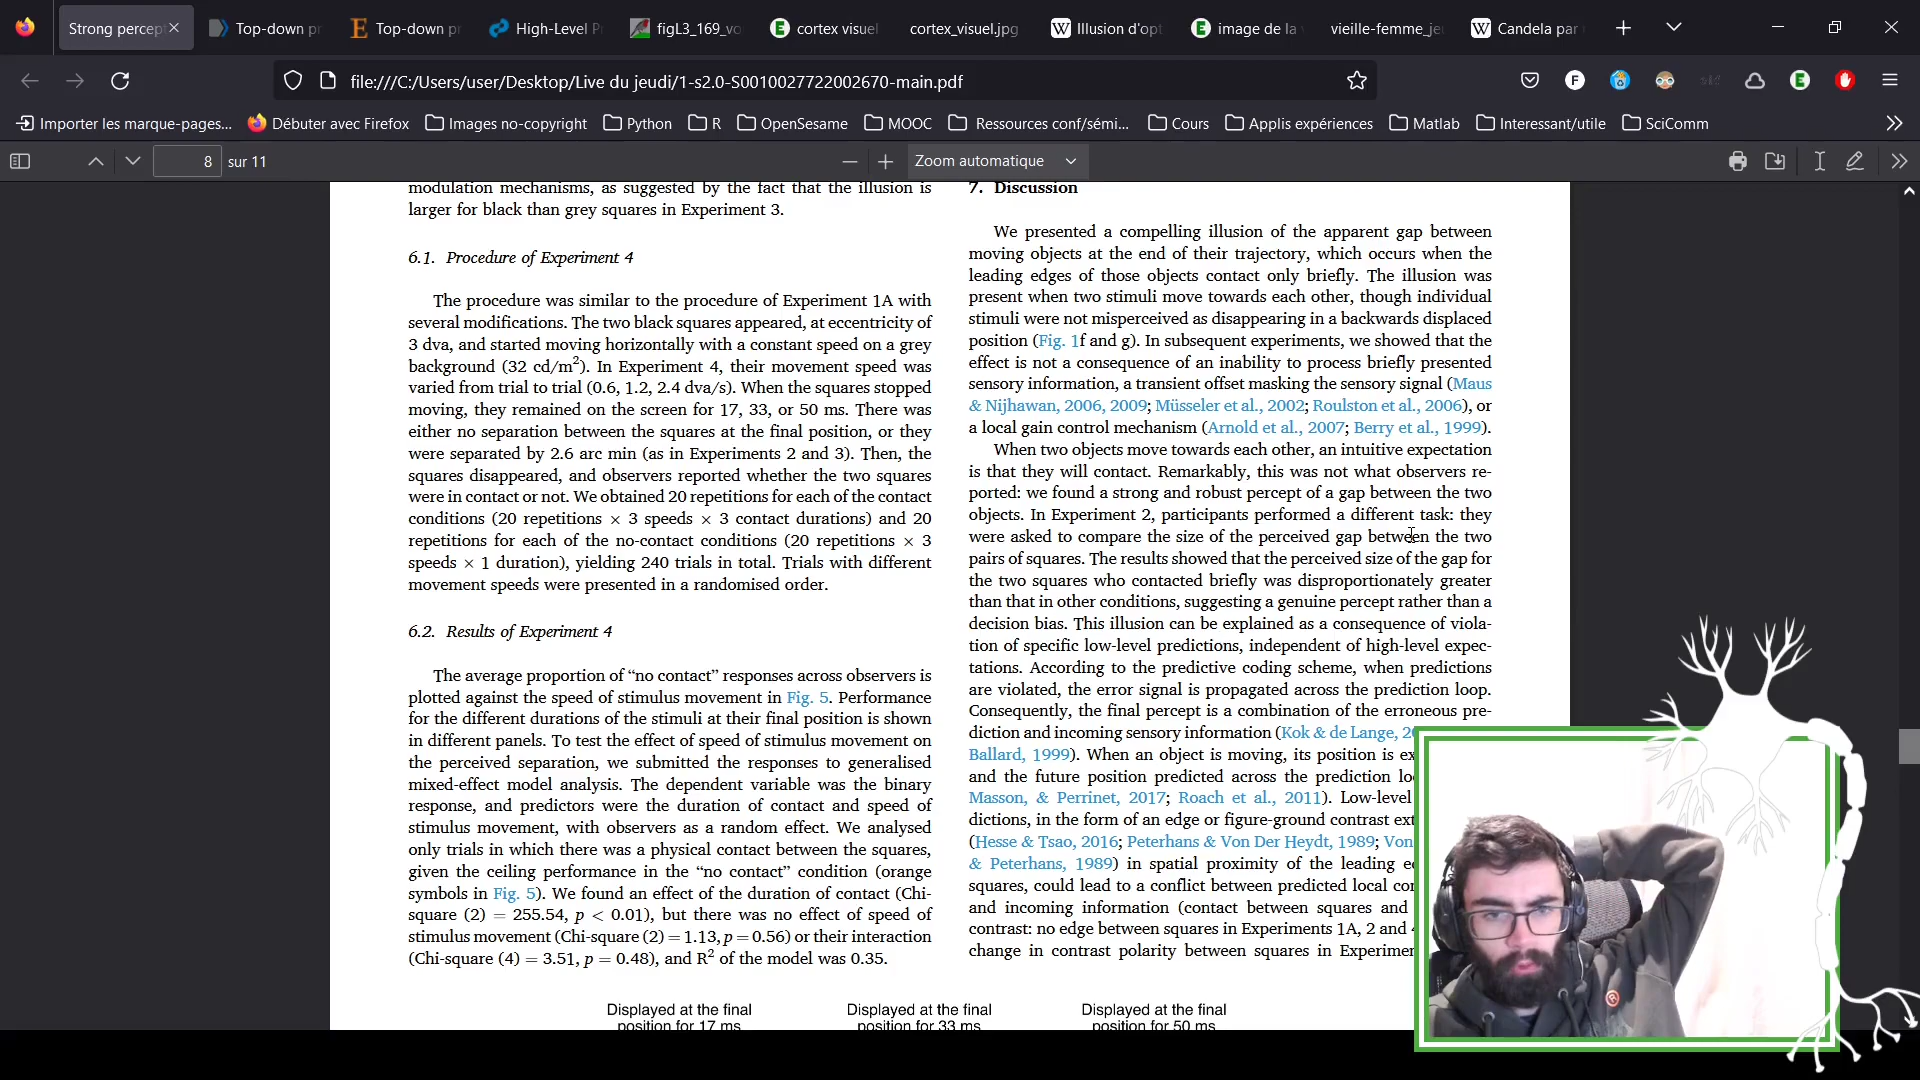 Strong percep
Top-down pr
Top-down pr
High-Level P
figL3_169_vo
cortex visuel
cortex_visuel.jpg
Illusion d'opt
image de la v
vieille-femme_je
Candela par
file:///C:/Users/user/Desktop/Live du jeudi/1-s2.0-S0010027722002670-main.pdf
Importer les marque-pages...
Débuter avec Firefox
Images no-copyright
Python
R
OpenSesame
MOOC
Ressources conf/sémi...
Cours
Applis expériences
Matlab
Interessant/utile
SciComm
8 sur 11
Zoom automatique
modulation mechanisms, as suggested by the fact that the illusion is
larger for black than grey squares in Experiment 3.
6.1. Procedure of Experiment 4
The procedure was similar to the procedure of Experiment 1A with
several modifications. The two black squares appeared, at eccentricity of
3 dva, and started moving horizontally with a constant speed on a grey
background (32 cd/m²). In Experiment 4, their movement speed was
varied from trial to trial (0.6, 1.2, 2.4 dva/s). When the squares stopped
moving, they remained on the screen for 17, 33, or 50 ms. There was
either no separation between the squares at the final position, or they
were separated by 2.6 arc min (as in Experiments 2 and 3). Then, the
squares disappeared, and observers reported whether the two squares
were in contact or not. We obtained 20 repetitions for each of the contact
conditions (20 repetitions × 3 speeds × 3 contact durations) and 20
repetitions for each of the no-contact conditions (20 repetitions × 3
speeds × 1 duration), yielding 240 trials in total. Trials with different
movement speeds were presented in a randomised order.
6.2. Results of Experiment 4
The average proportion of “no contact” responses across observers is
plotted against the speed of stimulus movement in Fig. 5. Performance
for the different durations of the stimuli at their final position is shown
in different panels. To test the effect of speed of stimulus movement on
the perceived separation, we submitted the responses to generalised
mixed-effect model analysis. The dependent variable was the binary
response, and predictors were the duration of contact and speed of
stimulus movement, with observers as a random effect. We analysed
only trials in which there was a physical contact between the squares,
given the ceiling performance in the “no contact” condition (orange
symbols in Fig. 5). We found an effect of the duration of contact (Chi-
square (2) = 255.54, p < 0.01), but there was no effect of speed of
stimulus movement (Chi-square (2) = 1.13, p = 0.56) or their interaction
(Chi-square (4) = 3.51, p = 0.48), and R² of the model was 0.35.
7. Discussion
We presented a compelling illusion of the apparent gap between
moving objects at the end of their trajectory, which occurs when the
leading edges of those objects contact only briefly. The illusion was
present when two stimuli move towards each other, though individual
stimuli were not misperceived as disappearing in a backwards displaced
position (Fig. 1f and g). In subsequent experiments, we showed that the
effect is not a consequence of an inability to process briefly presented
sensory information, a transient offset masking the sensory signal (Maus
& Nijhawan, 2006, 2009; Müsseler et al., 2002; Roulston et al., 2006), or
a local gain control mechanism (Arnold et al., 2007; Berry et al., 1999).
When two objects move towards each other, an intuitive expectation
is that they will contact. Remarkably, this was not what observers re-
ported: we found a strong and robust percept of a gap between the two
objects. In Experiment 2, participants performed a different task: they
were asked to compare the size of the perceived gap between the two
pairs of squares. The results showed that the perceived size of the gap for
the two squares who contacted briefly was disproportionately greater
than that in other conditions, suggesting a genuine percept rather than a
decision bias. This illusion can be explained as a consequence of viola-
tion of specific low-level predictions, independent of high-level expec-
tations. According to the predictive coding scheme, when predictions
are violated, the error signal is propagated across the prediction loop.
Consequently, the final percept is a combination of the erroneous pre-
diction and incoming sensory information (Kok & de Lange, 20
Ballard, 1999). When an object is moving, its position is ex
and the future position predicted across the prediction lo
Masson, & Perrinet, 2017; Roach et al., 2011). Low-level
dictions, in the form of an edge or figure-ground contrast ext
(Hesse & Tsao, 2016; Peterhans & Von Der Heydt, 1989; Von
& Peterhans, 1989) in spatial proximity of the leading e
squares, could lead to a conflict between predicted local con
and incoming information (contact between squares and
contrast: no edge between squares in Experiments 1A, 2 and
change in contrast polarity between squares in Experimen
Displayed at the final
position for 17 ms
Displayed at the final
position for 33 ms
Displayed at the final
position for 50 ms